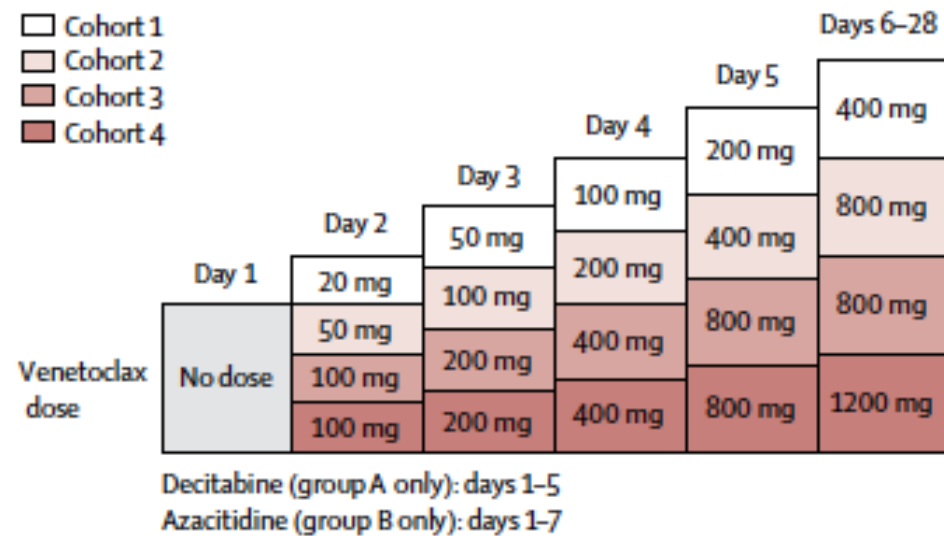 Cohort 1
Cohort 2
Cohort 3
Cohort 4
Days 6–28
Day 5
Day 4
Day 3
Day 2
Day 1
Venetoclax
dose
No dose
20 mg
50 mg
100 mg
100 mg
50 mg
100 mg
200 mg
200 mg
100 mg
200 mg
400 mg
400 mg
200 mg
400 mg
800 mg
800 mg
400 mg
800 mg
800 mg
1200 mg
Decitabine (group A only): days 1–5
Azacitidine (group B only): days 1–7